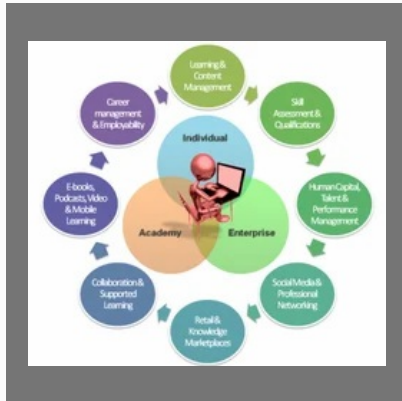 Learning &
Content
Management
Skill
Assessment &
Qualifications
Human Capital,
Talent &
Performance
Management
Social Media &
Professional
Networking
Retail &
Knowledge
Marketplaces
Collaboration &
Supported
Learning
E-books,
Podcasts, Video
& Mobile
Learning
Career
management
& Employability
Individual
Academy
Enterprise